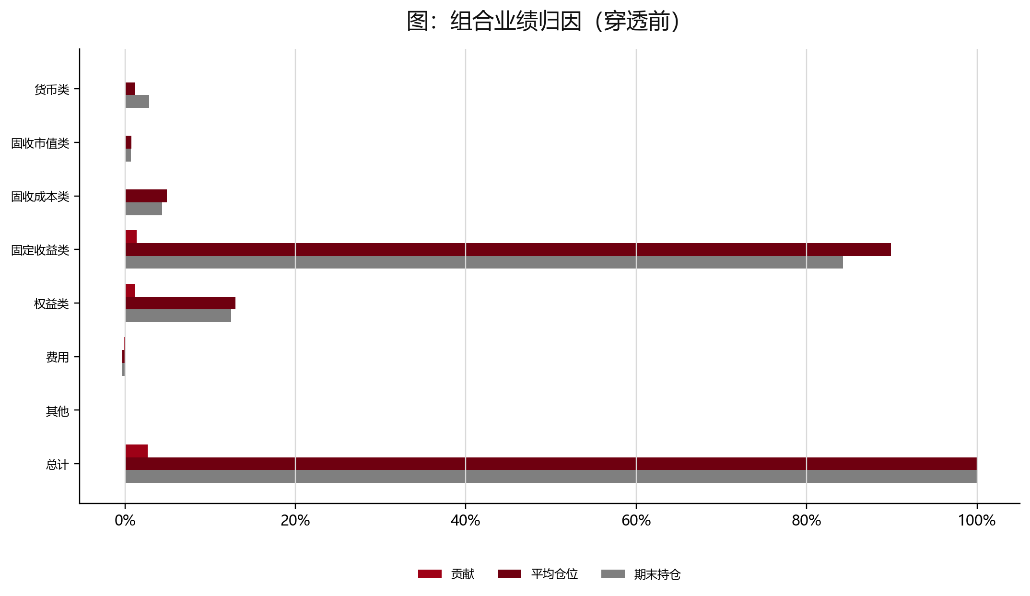 图：组合业绩归因（穿透前）
货币类
固收市值类
固收成本类
固定收益类
权益类
费用
其他
总计
0% 20% 40% 60% 80% 100%
贡献 平均仓位 期末持仓